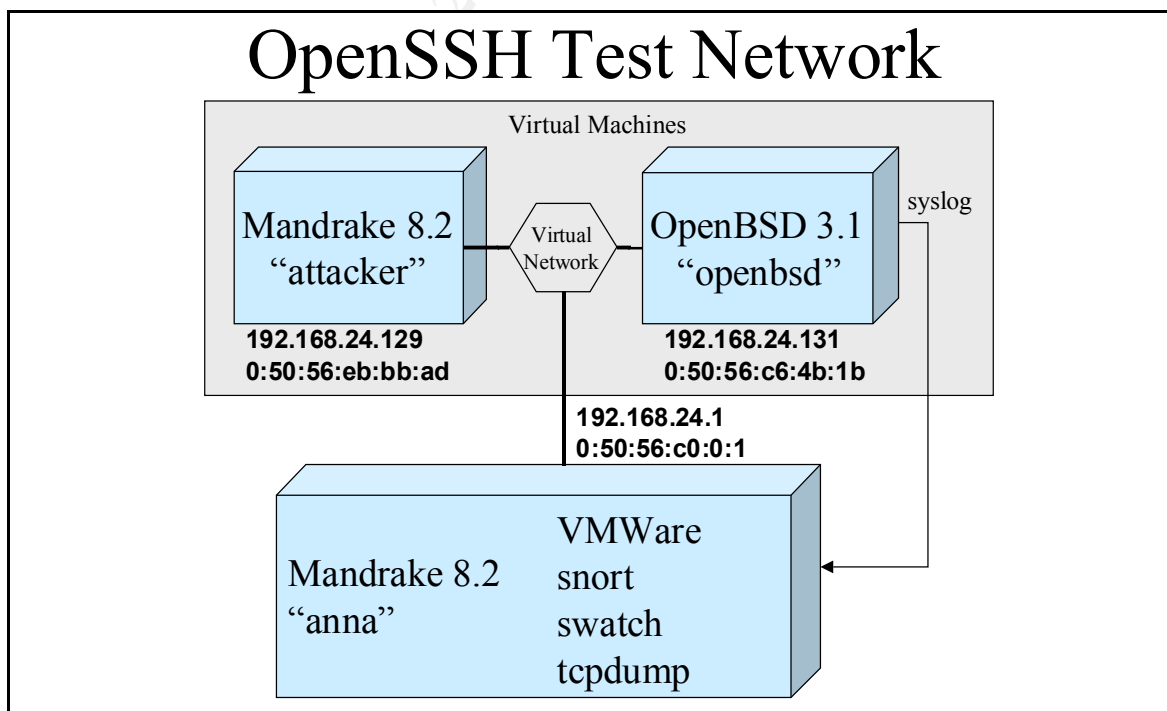 OpenSSH Test Network
Virtual Machines
Mandrake 8.2
“attacker”
Virtual
Network
OpenBSD 3.1
“openbsd”
syslog
192.168.24.129
0:50:56:eb:bb:ad
192.168.24.131
0:50:56:c6:4b:1b
192.168.24.1
0:50:56:c0:0:1
Mandrake 8.2
“anna”
VMWare
snort
swatch
tcpdump